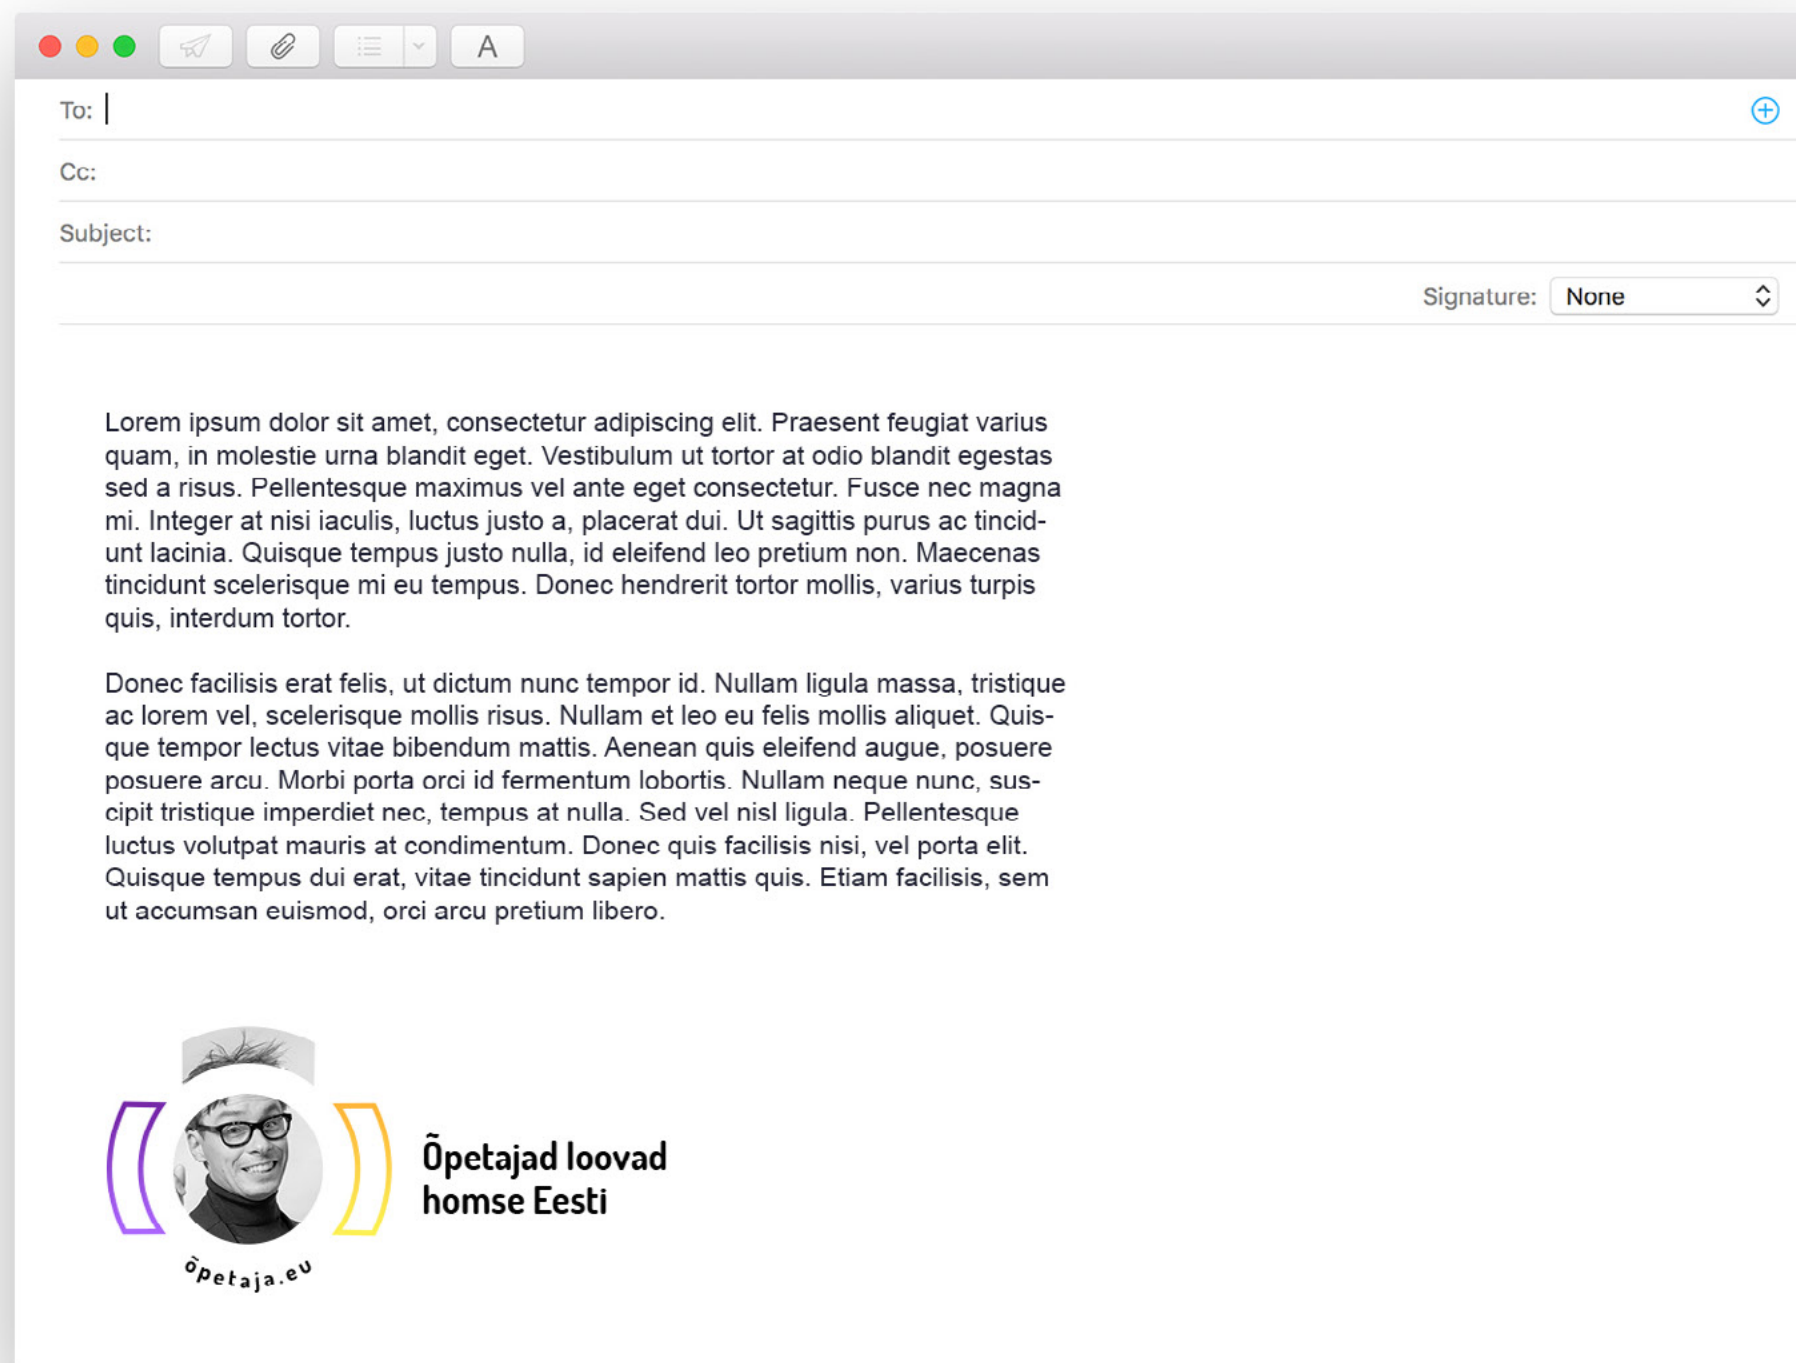 A
To:
Cc:
Subject:
Signature: None
Lorem ipsum dolor sit amet, consectetur adipiscing elit. Praesent feugiat varius
quam, in molestie urna blandit eget. Vestibulum ut tortor at odio blandit egestas
sed a risus. Pellentesque maximus vel ante eget consectetur. Fusce nec magna
mi. Integer at nisi iaculis, luctus justo a, placerat dui. Ut sagittis purus ac tincid-
unt lacinia. Quisque tempus justo nulla, id eleifend leo pretium non. Maecenas
tincidunt scelerisque mi eu tempus. Donec hendrerit tortor mollis, varius turpis
quis, interdum tortor.
Donec facilisis erat felis, ut dictum nunc tempor id. Nullam ligula massa, tristique
ac lorem vel, scelerisque mollis risus. Nullam et leo eu felis mollis aliquet. Quis-
que tempor lectus vitae bibendum mattis. Aenean quis eleifend augue, posuere
posuere arcu. Morbi porta orci id fermentum lobortis. Nullam neque nunc, sus-
cipit tristique imperdiet nec, tempus at nulla. Sed vel nisl ligula. Pellentesque
luctus volutpat mauris at condimentum. Donec quis facilisis nisi, vel porta elit.
Quisque tempus dui erat, vitae tincidunt sapien mattis quis. Etiam facilisis, sem
ut accumsan euismod, orci arcu pretium libero.
Õpetajad loovad
homse Eesti
õpetaja.eu